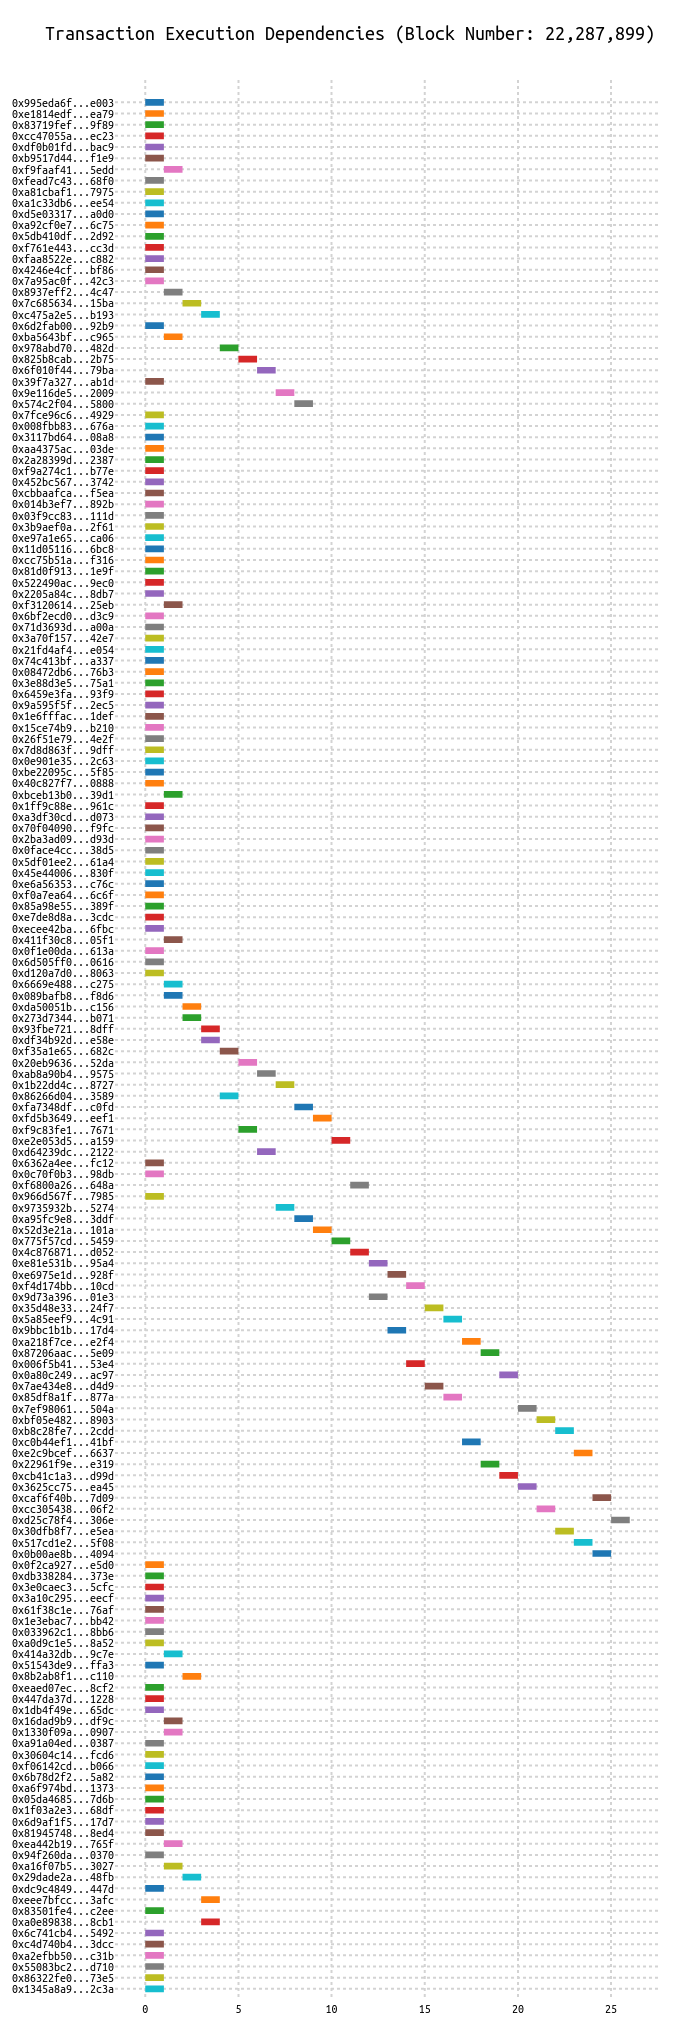 Transaction Execution Dependencies (Block Number: 22,287,899)
0x995eda6f...e003
0xe1814edf...ea79
0x83719fef...9f89
0xcc47055a...ec23
0xdf0b01fd...bac9
0xb9517d44...f1e9
0xf9faaf41...5edd
0xfead7c43...68f0
0xa81cbaf1...7975
0xa1c33db6...ee54
0xd5e03317...a0d0
0xa92cf0e7...6c75
0x5db410df...2d92
0xf761e443...cc3d
0xfaa8522e...c882
0x4246e4cf...bf86
0x7a95ac0f...42c3
0x8937eff2...4c47
0x7c685634...15ba
0xc475a2e5...b193
0x6d2fab00...92b9
0xba5643bf...c965
0x978abd70...482d
0x825b8cab...2b75
0x6f010f44...79ba
0x39f7a327...ab1d
0x9e116de5...2009
0x574c2f04...5800
0x7fce96c6...4929
0x008fbb83...676a
0x3117bd64...08a8
0xaa4375ac...03de
0x2a28399d...2387
0xf9a274c1...b77e
0x452bc567...3742
0xcbbaafca...f5ea
0x014b3ef7...892b
0x03f9cc83...111d
0x3b9aef0a...2f61
0xe97a1e65...ca06
0x11d05116...6bc8
0xcc75b51a...f316
0x81d0f913...1e9f
0x522490ac...9ec0
0x2205a84c...8db7
0xf3120614...25eb
0x6bf2ecd0...d3c9
0x71d3693d...a00a
0x3a70f157...42e7
0x21fd4af4...e054
0x74c413bf...a337
0x08472db6...76b3
0x3e88d3e5...75a1
0x6459e3fa...93f9
0x9a595f5f...2ec5
0x1e6fffac...1def
0x15ce74b9...b210
0x26f51e79...4e2f
0x7d8d863f...9dff
0x0e901e35...2c63
0xbe22095c...5f85
0x40c827f7...0888
0xbceb13b0...39d1
0x1ff9c88e...961c
0xa3df30cd...d073
0x70f04090...f9fc
0x2ba3ad09...d93d
0x0face4cc...38d5
0x5df01ee2...61a4
0x45e44006...830f
0xe6a56353...c76c
0xf0a7ea64...6c6f
0x85a98e55...389f
0xe7de8d8a...3cdc
0xecee42ba...6fbc
0x411f30c8...05f1
0x0f1e00da...613a
0x6d505ff0...0616
0xd120a7d0...8063
0x6669e488...c275
0x089bafb8...f8d6
0xda50051b...c156
0x273d7344...b071
0x93fbe721...8dff
0xdf34b92d...e58e
0xf35a1e65...682c
0x20eb9636...52da
0xab8a90b4...9575
0x1b22dd4c...8727
0x86266d04...3589
0xfa7348df...c0fd
0xfd5b3649...eef1
0xf9c83fe1...7671
0xe2e053d5...a159
0xd64239dc...2122
0x6362a4ee...fc12
0x0c70f0b3...98db
0xf6800a26...648a
0x966d567f...7985
0x9735932b...5274
0xa95fc9e8...3ddf
0x52d3e21a...101a
0x775f57cd...5459
0x4c876871...d052
0xe81e531b...95a4
0xe6975e1d...928f
0xf4d174bb...10cd
0x9d73a396...01e3
0x35d48e33...24f7
0x5a85eef9...4c91
0x9bbc1b1b...17d4
0xa218f7ce...e2f4
0x87206aac...5e09
0x006f5b41...53e4
0x0a80c249...ac97
0x7ae434e8...d4d9
0x85df8a1f...877a
0x7ef98061...504a
0xbf05e482...8903
0xb8c28fe7...2cdd
0xc0b44ef1...41bf
0xe2c9bcef...6637
0x22961f9e...e319
0xcb41c1a3...d99d
0x3625cc75...ea45
0xcaf6f40b...7d09
0xcc305438...06f2
0xd25c78f4...306e
0x30dfb8f7...e5ea
0x517cd1e2...5f08
0x0b00ae8b...4094
0x0f2ca927...e5d0
0xdb338284...373e
0x3e0caec3...5cfc
0x3a10c295...eecf
0x61f38c1e...76af
0x1e3ebac7...bb42
0x033962c1...8bb6
0xa0d9c1e5...8a52
0x414a32db...9c7e
0x51543de9...ffa3
0x8b2ab8f1...c110
0xeaed07ec...8cf2
0x447da37d...1228
0x1db4f49e...65dc
0x16dad9b9...df9c
0x1330f09a...0907
0xa91a04ed...0387
0x30604c14...fcd6
0xf06142cd...b066
0x6b78d2f2...5a82
0xa6f974bd...1373
0x05da4685...7d6b
0x1f03a2e3...68df
0x6d9af1f5...17d7
0x81945748...8ed4
0xea442b19...765f
0x94f260da...0370
0xa16f07b5...3027
0x29dade2a...48fb
0xdc9c4849...447d
0xeee7bfcc...3afc
0x83501fe4...c2ee
0xa0e89838...8cb1
0x6c741cb4...5492
0xc4d740b4...3dcc
0xa2efbb50...c31b
0x55083bc2...d710
0x86322fe0...73e5
0x1345a8a9...2c3a
0 5 10 15 20 25